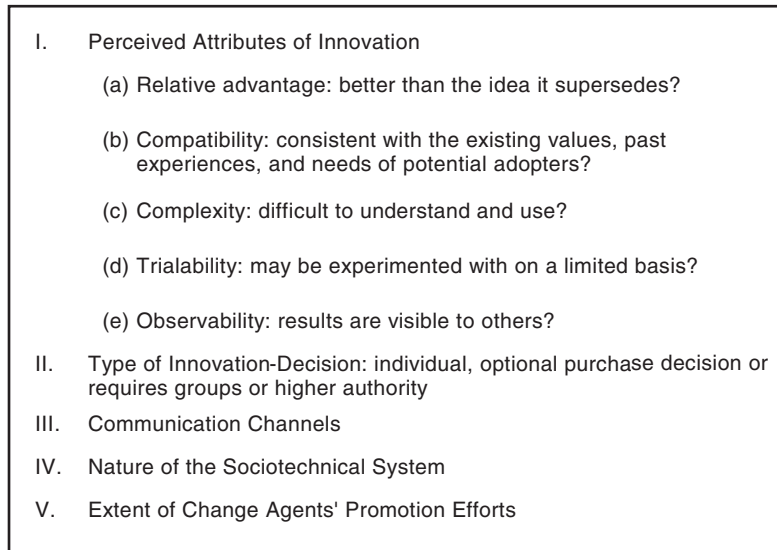 I. Perceived Attributes of Innovation
(a) Relative advantage: better than the idea it supersedes?
(b) Compatibility: consistent with the existing values, past
experiences, and needs of potential adopters?
(c) Complexity: difficult to understand and use?
(d) Trialability: may be experimented with on a limited basis?
(e) Observability: results are visible to others?
II. Type of Innovation-Decision: individual, optional purchase decision or
requires groups or higher authority
III. Communication Channels
IV. Nature of the Sociotechnical System
V. Extent of Change Agents' Promotion Efforts